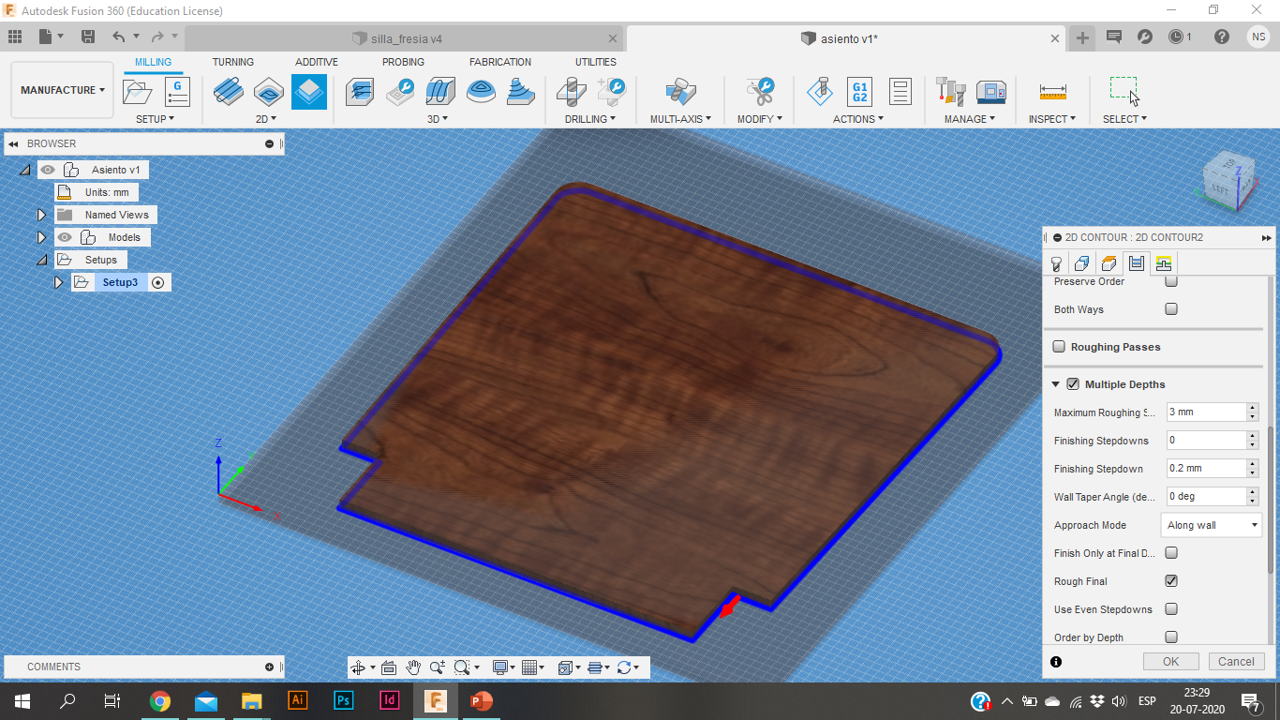 Autodesk Fusion 360 (Education License)
silla_fresia v4
asiento v1*
1
NS
MILLING
TURNING
ADDITIVE
PROBING
FABRICATION
UTILITIES
MANUFACTURE
G
G1
G2
SETUP
2D
3D
DRILLING
MULTI-AXIS
MODIFY
ACTIONS
MANAGE
INSPECT
SELECT
BROWSER
Asiento v1
Units: mm
Named Views
Models
Setups
Setup3
TOP
LEFT
Z
Z
X
2D CONTOUR : 2D CONTOUR2
Preserve Order
Both Ways
Roughing Passes
Multiple Depths
Maximum Roughing S... 3 mm
Finishing Stepdowns 0
Finishing Stepdown 0.2 mm
Wall Taper Angle (de... 0 deg
Approach Mode Along wall
Finish Only at Final D...
Rough Final
Use Even Stepdowns
Order by Depth
OK Cancel
COMMENTS
Ai
Ps
Id
F
P
ESP
23:29
20-07-2020
7